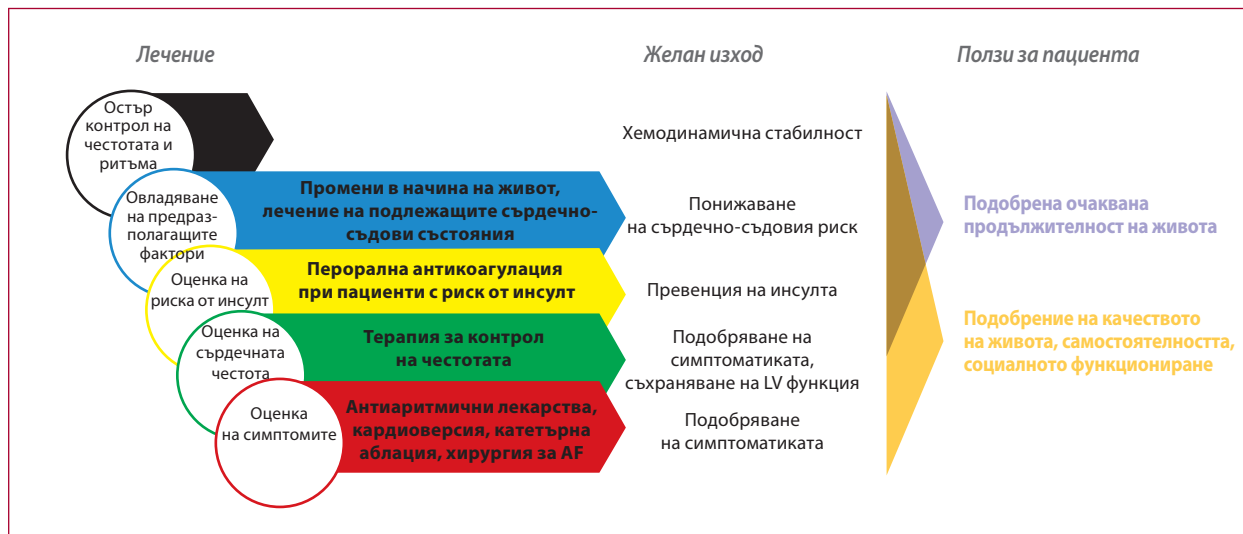 Лечение
Желан изход
Ползи за пациента
Остър
контрол на
честотата и
ритъма
Хемодинамична стабилност
Овладяване
на предраз-
полагащите
фактори
Промени в начина на живот,
лечение на подлежащите сърдечно-
съдови състояния
Понижаване
на сърдечно-съдовия риск
Оценка на
риска от инсулт
Перорална антикоагулация
при пациенти с риск от инсулт
Превенция на инсулта
Оценка на
сърдечната
честота
Терапия за контрол
на честотата
Подобряване на
симптоматиката,
съхраняване на LV функция
Оценка
на симптомите
Антиаритмични лекарства,
кардиоверсия, катетърна
аблация, хирургия за AF
Подобряване
на симптоматиката
Подобрена очаквана
продължителност на живота
Подобрение на качеството
на живота, самостоятелността,
социалното функциониране